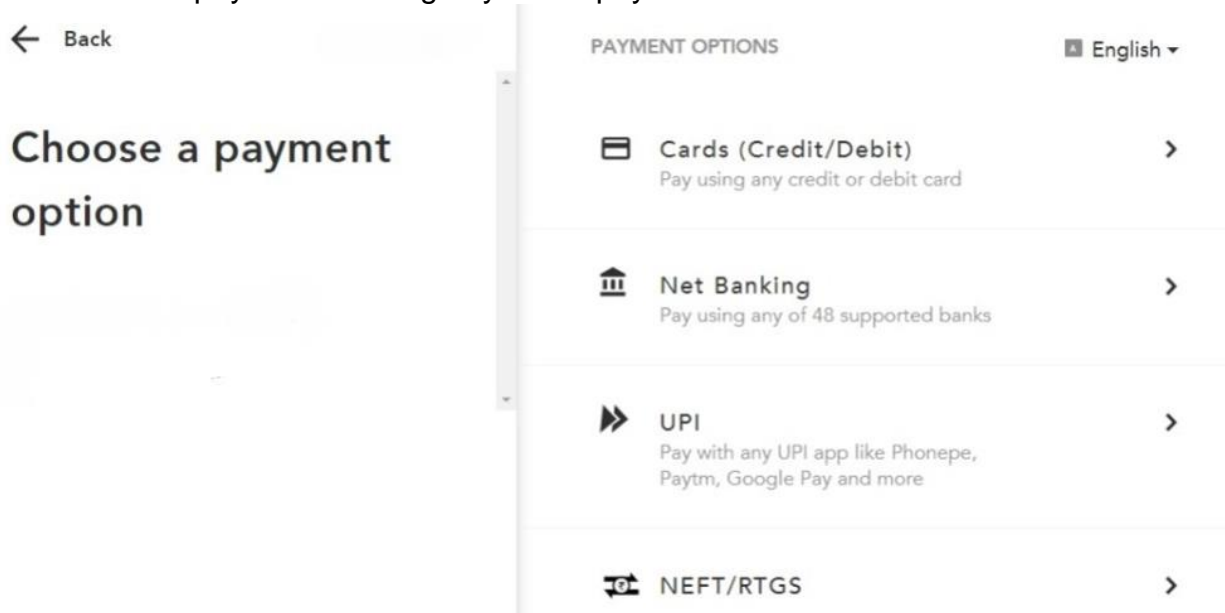 Back
Choose a payment
option
PAYMENT OPTIONS
English
Cards (Credit/Debit)
Pay using any credit or debit card
Net Banking
Pay using any of 48 supported banks
UPI
Pay with any UPI app like Phonepe,
Paytm, Google Pay and more
NEFT/RTGS